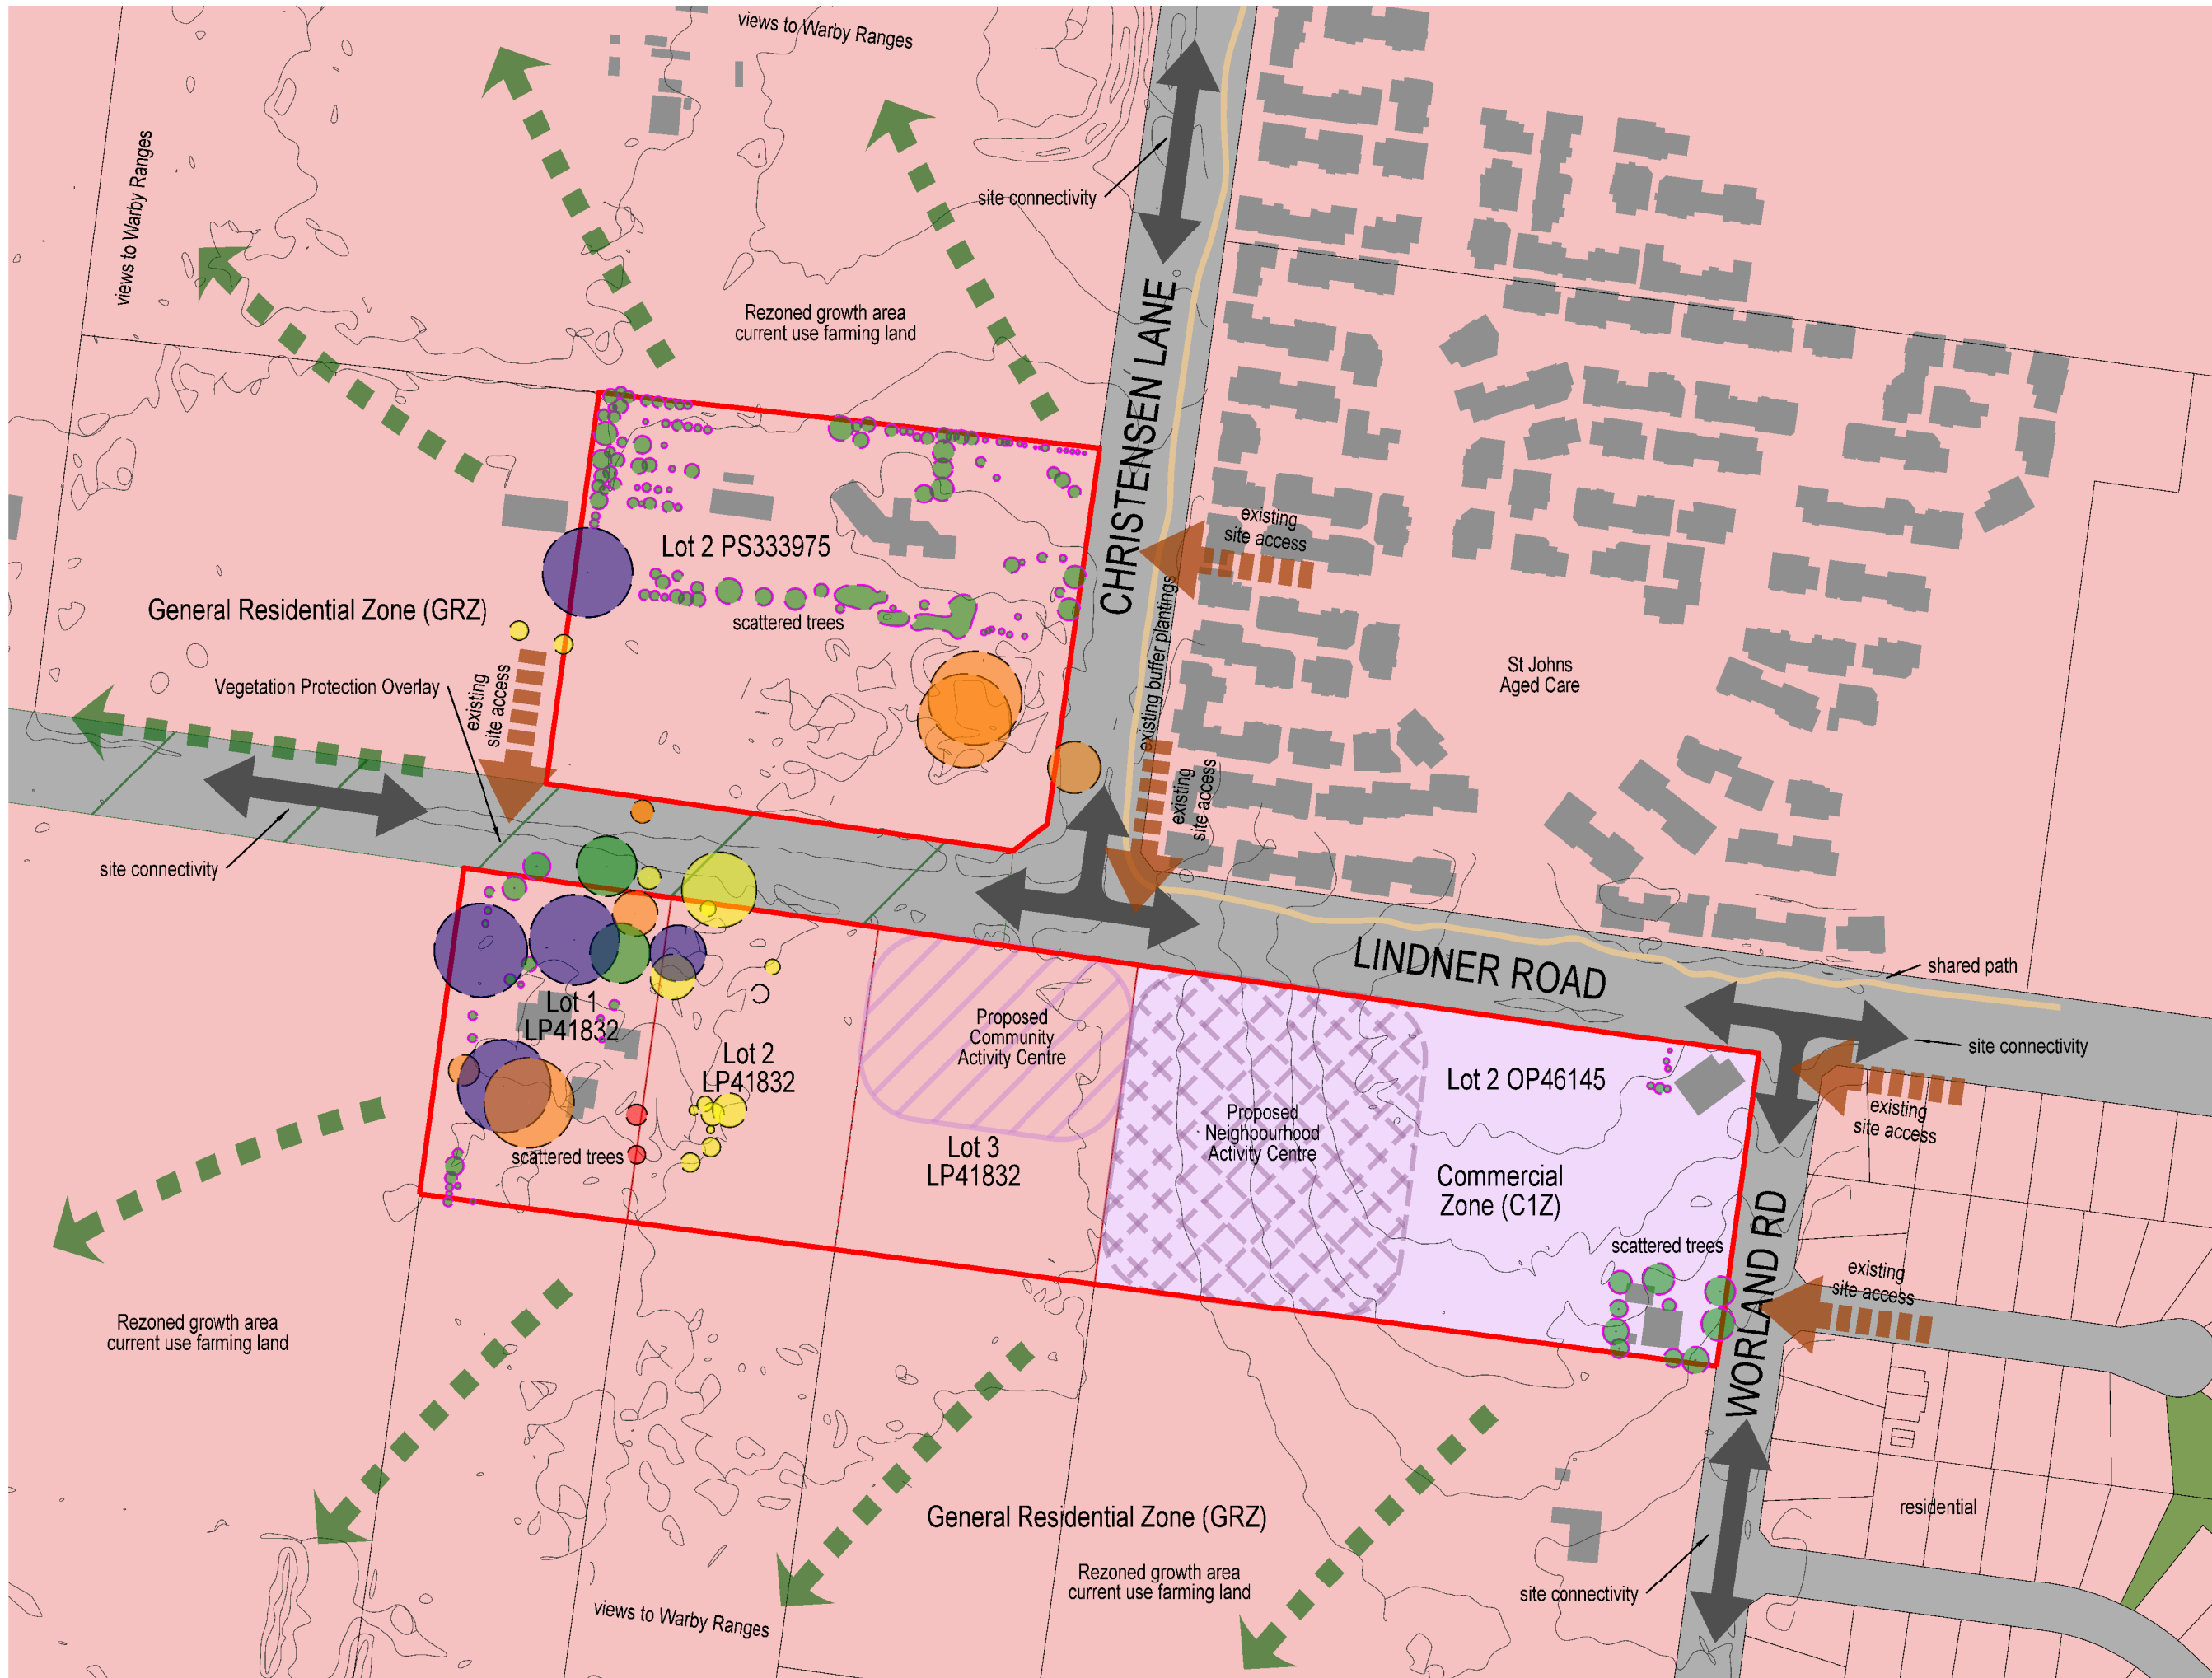 views to Warby Ranges
views to Warby Ranges
site connectivity
Rezoned growth area
current use farming land
CHRISTENSEN LANE
existing
site access
Lot 2 PS333975
General Residential Zone (GRZ)
scattered trees
existing buffer plantings
St Johns
Aged Care
Vegetation Protection Overlay
existing
site access
existing
site access
site connectivity
LINDNER ROAD
shared path
Lot 1
LP41832
Proposed
Community
Activity Centre
site connectivity
Lot 2
LP41832
Lot 2 OP46145
Proposed
Neighbourhood
Activity Centre
existing
site access
scattered trees
Lot 3
LP41832
Commercial
Zone (C1Z)
scattered trees
WORLAND RD
existing
site access
Rezoned growth area
current use farming land
General Residential Zone (GRZ)
residential
Rezoned growth area
current use farming land
site connectivity
views to Warby Ranges